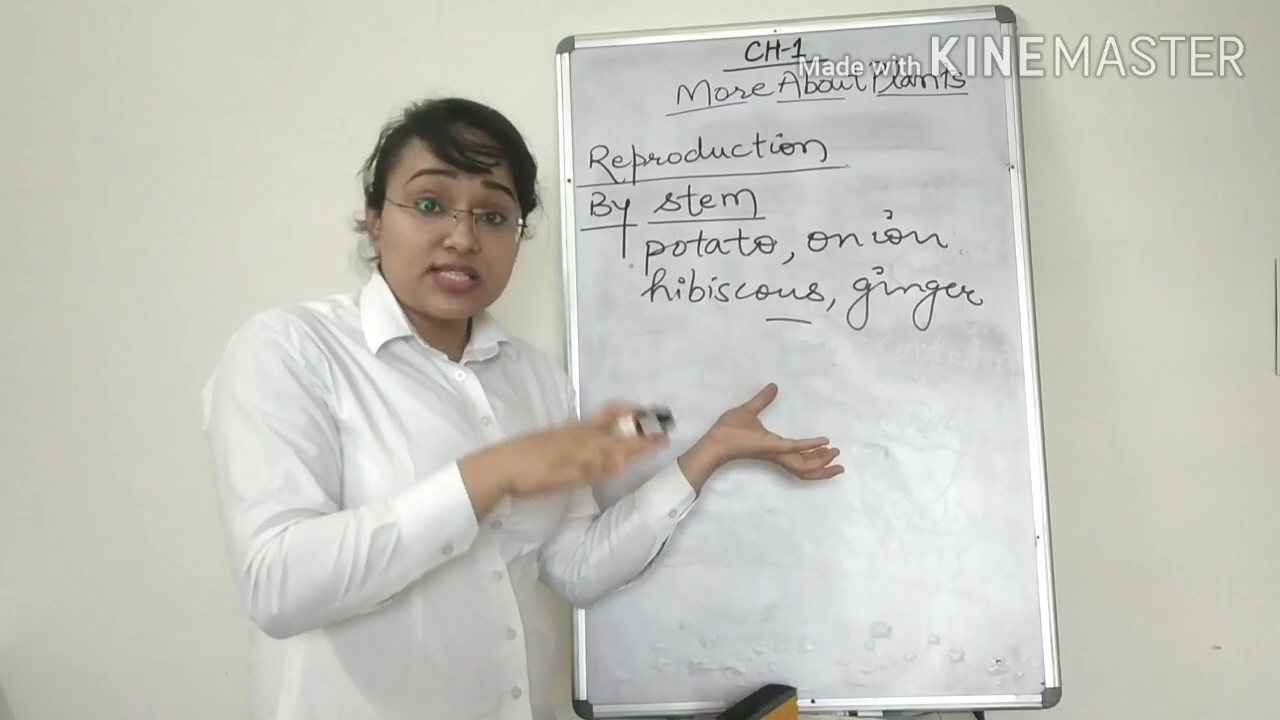 CH-1
Made with KINEMASTER
More About Plants
Reproduction
By stem
potato, onion
hibiscous, ginger